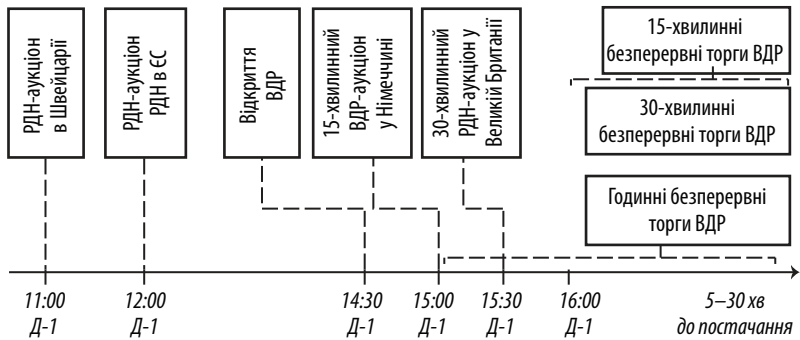 РДН-аукціон
в Швейцарії
РДН-аукціон
РДН в ЄС
Відкриття
ВДР
15-хвилинний
ВДР-аукціон
у Німеччині
30-хвилинний
РДН-аукціон у
Великій Британії
15-хвилинні
безперервні торги ВДР
30-хвилинні
безперервні торги ВДР
Годинні безперервні
торги ВДР
11:00
Д-1
12:00
Д-1
14:30
Д-1
15:00
Д-1
15:30
Д-1
16:00
Д-1
5–30 хв
до постачання